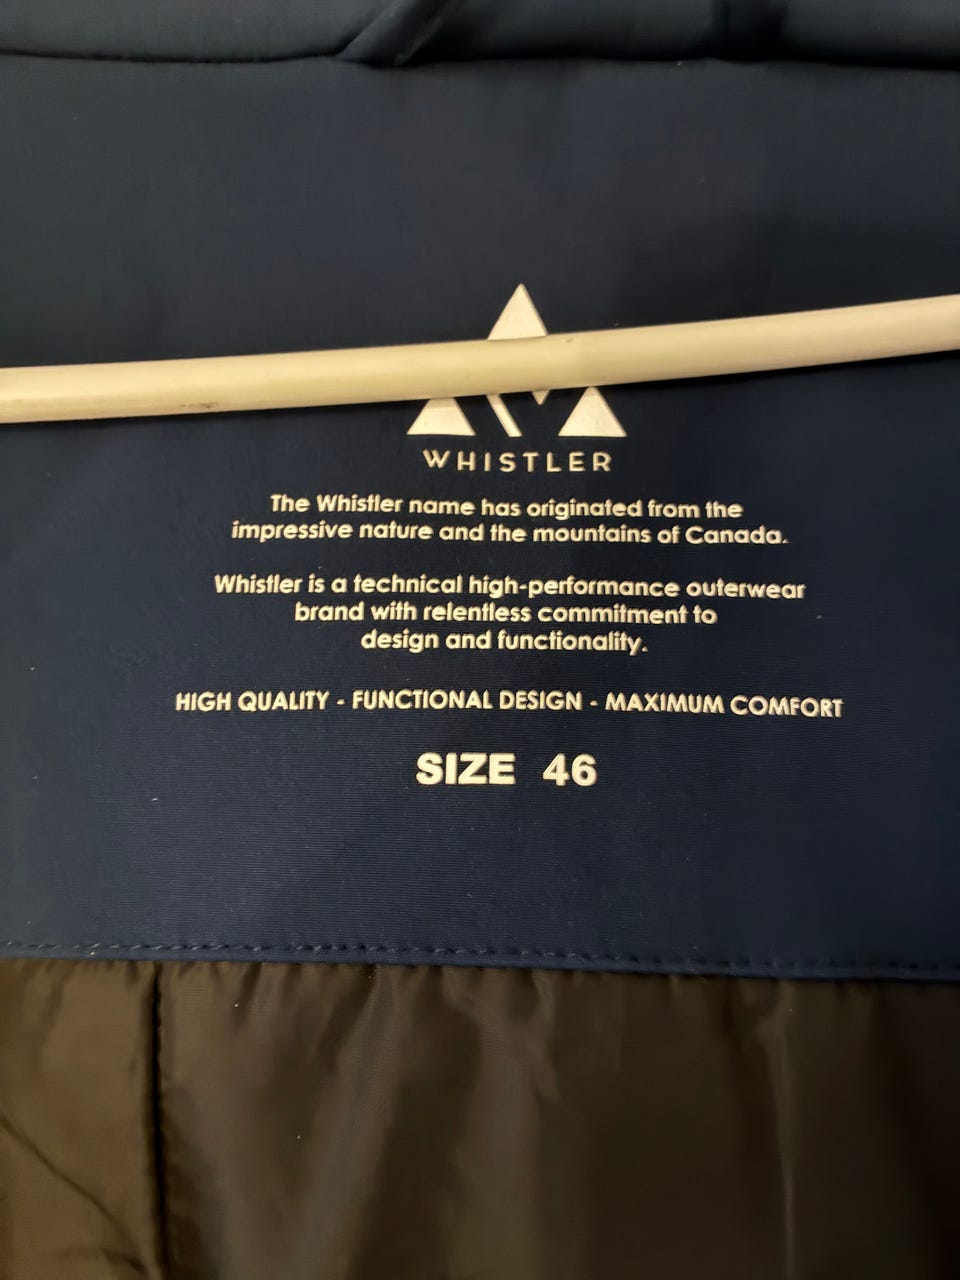 WHISTLER
The Whistler name has originated from the
impressive nature and the mountains of Canada.
Whistler is a technical high-performance outerwear
brand with relentless commitment to
design and functionality.
HIGH QUALITY - FUNCTIONAL DESIGN - MAXIMUM COMFORT
SIZE 46